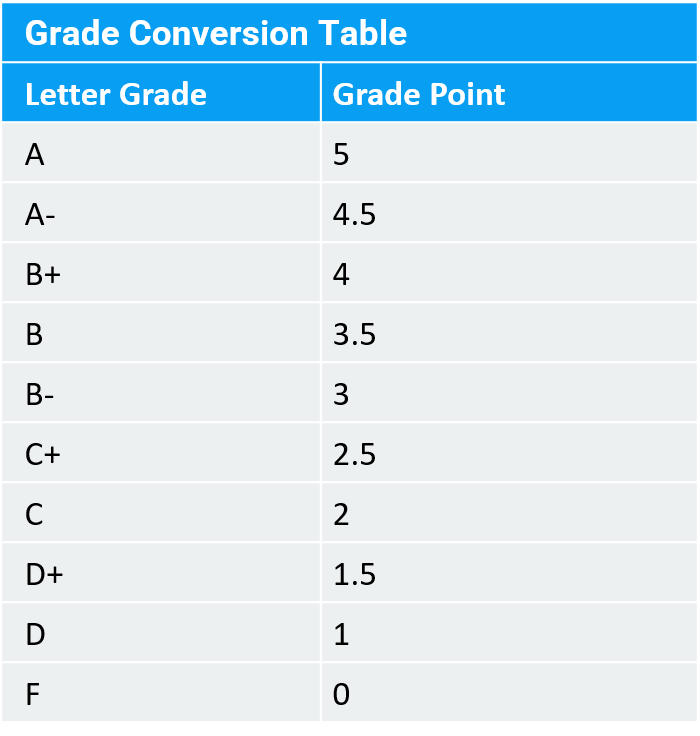 Grade Conversion Table
Letter Grade Grade Point
A 5
A- 4.5
B+ 4
B 3.5
B- 3
C+ 2.5
C 2
D+ 1.5
D 1
F 0